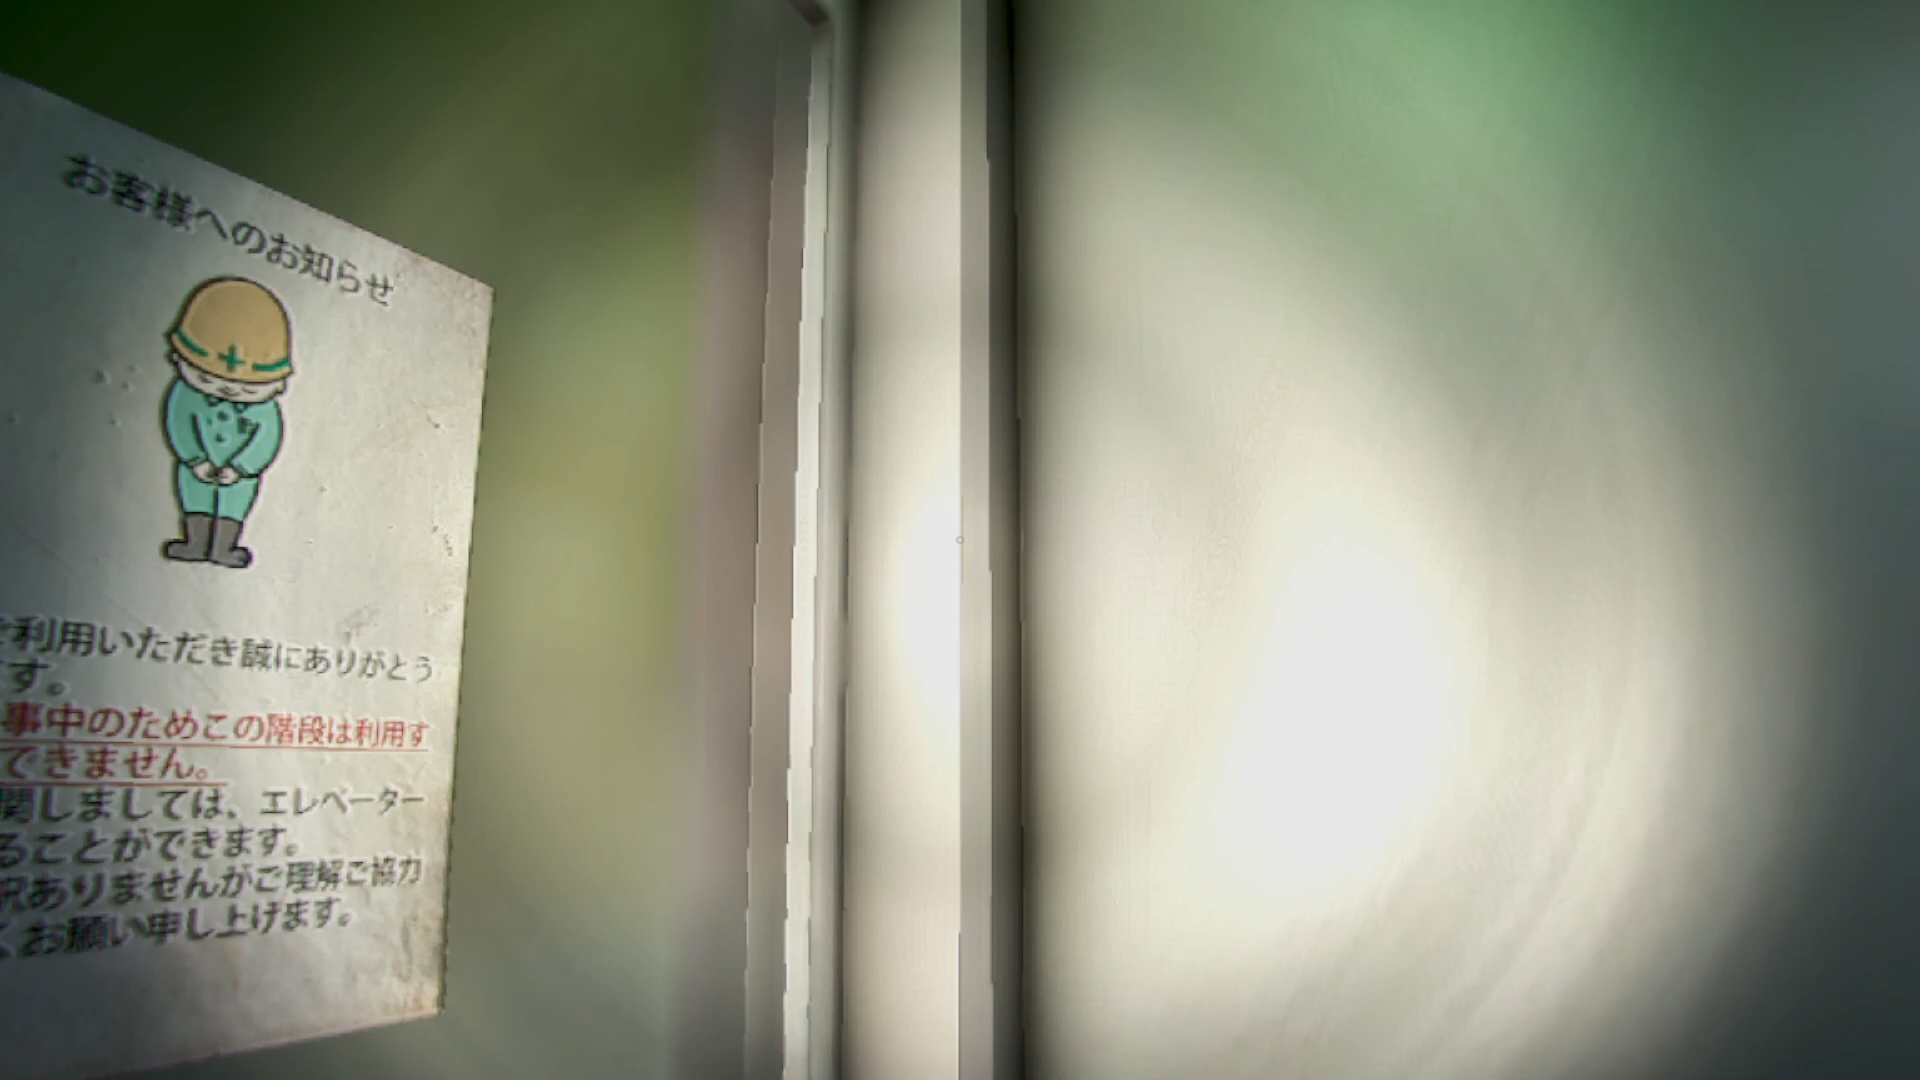 お客様へのお知らせ
利用いただき誠にありがとう
す。
事中のためこの階段は利用す
できません。
関しましては、エレベーター
ることができます。
訳ありませんがご理解ご協力
くお願い申し上げます。